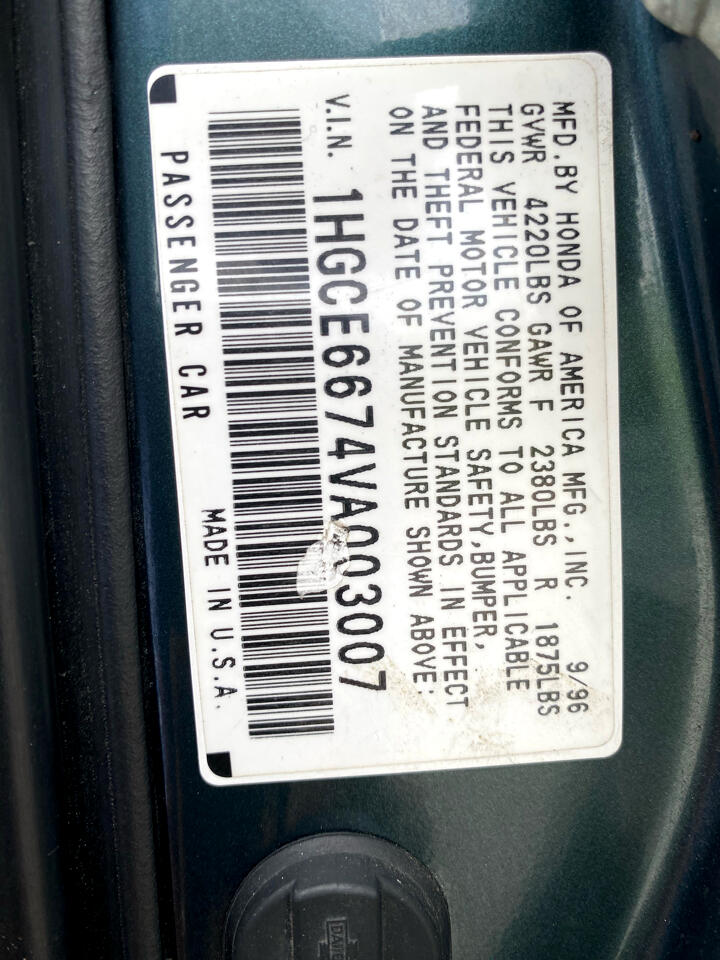 MFD.BY HONDA OF AMERICA MFG.,INC. 9/96
GVWR 4220LBS GAWR F 2380LBS R 1875LBS
THIS VEHICLE CONFORMS TO ALL APPLICABLE
FEDERAL MOTOR VEHICLE SAFETY,BUMPER,
AND THEFT PREVENTION STANDARDS IN EFFECT
ON THE DATE OF MANUFACTURE SHOWN ABOVE:
V.I.N. 1HGCE6674VA003007
PASSENGER CAR MADE IN U.S.A.